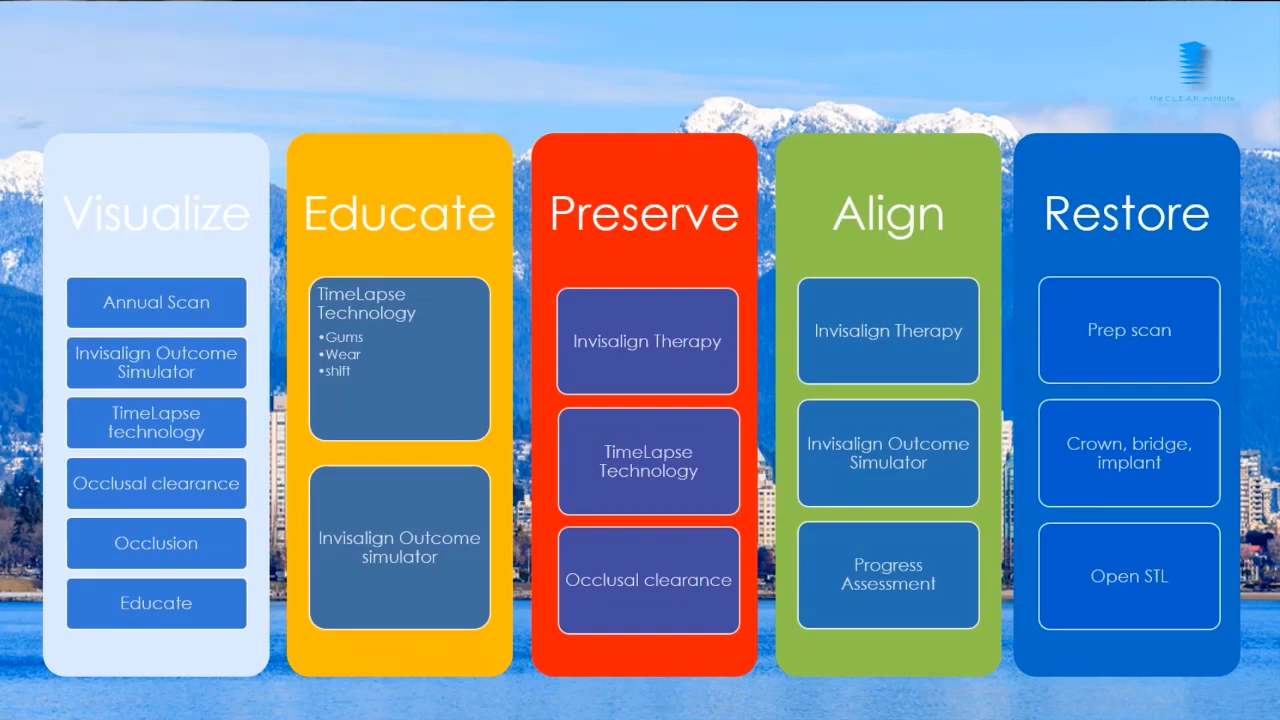 the C.L.E.A.R. institute
Visualize
Annual Scan
Invisalign Outcome
Simulator
TimeLapse
technology
Occlusal clearance
Occlusion
Educate
Educate
TimeLapse
Technology
•Gums
•Wear
•shift
Invisalign Outcome
simulator
Preserve
Invisalign Therapy
TimeLapse
Technology
Occlusal clearance
Align
Invisalign Therapy
Invisalign Outcome
Simulator
Progress
Assessment
Restore
Prep scan
Crown, bridge,
implant
Open STL